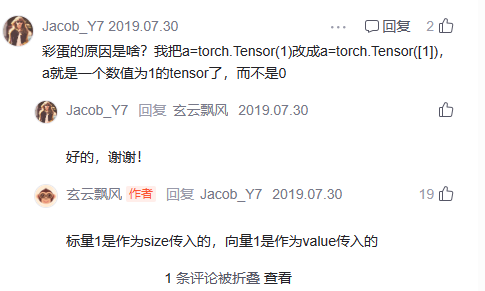 Jacob_Y7 2019.07.30 ··· 回复 2
彩蛋的原因是啥？我把a=torch.Tensor(1)改成a=torch.Tensor([1])，
a就是一个数值为1的tensor了，而不是0
Jacob_Y7 回复 玄云飘风 2019.07.30
好的，谢谢！
玄云飘风 作者 回复 Jacob_Y7 2019.07.30 19
标量1是作为size传入的，向量1是作为value传入的
1 条评论被折叠 查看